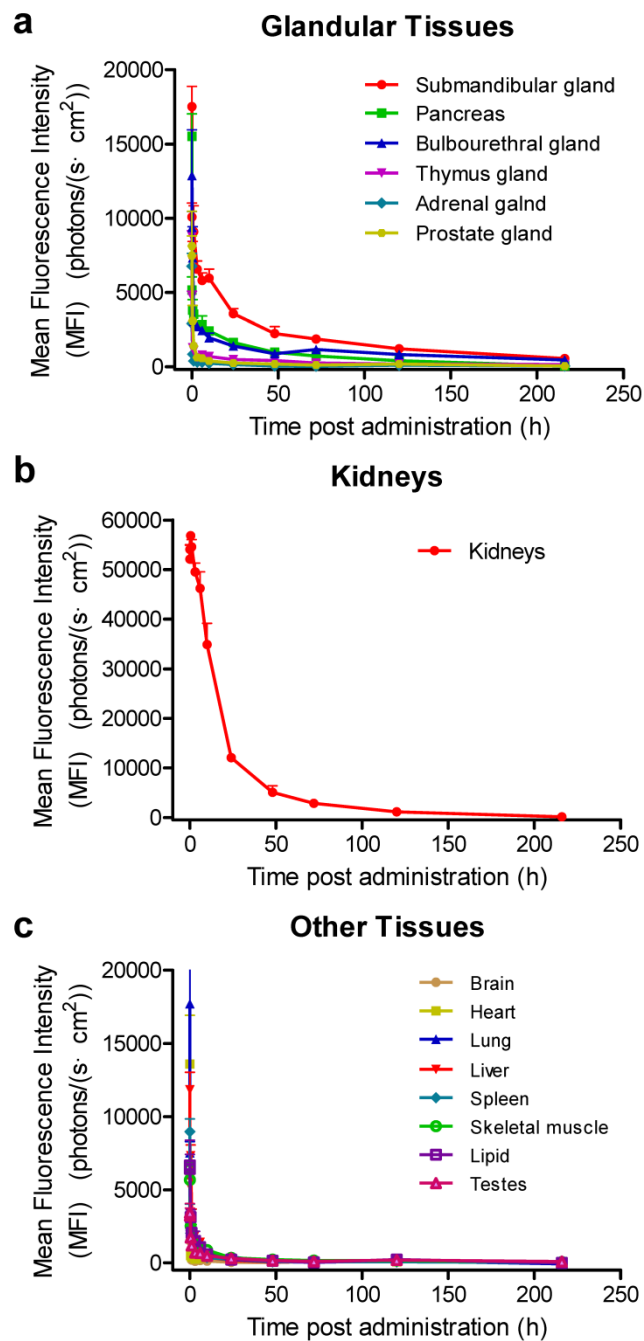 a
Glandular Tissues
Mean Fluorescence Intensity
(MFI) (photons/(s· cm²))
20000
15000
10000
5000
0
Submandibular gland
Pancreas
Bulbourethral gland
Thymus gland
Adrenal galnd
Prostate gland
0 50 100 150 200 250
Time post administration (h)
b
Kidneys
Mean Fluorescence Intensity
(MFI) (photons/(s· cm²))
60000
50000
40000
30000
20000
10000
0
Kidneys
0 50 100 150 200 250
Time post administration (h)
c
Other Tissues
Mean Fluorescence Intensity
(MFI) (photons/(s· cm²))
20000
15000
10000
5000
0
Brain
Heart
Lung
Liver
Spleen
Skeletal muscle
Lipid
Testes
0 50 100 150 200 250
Time post administration (h)